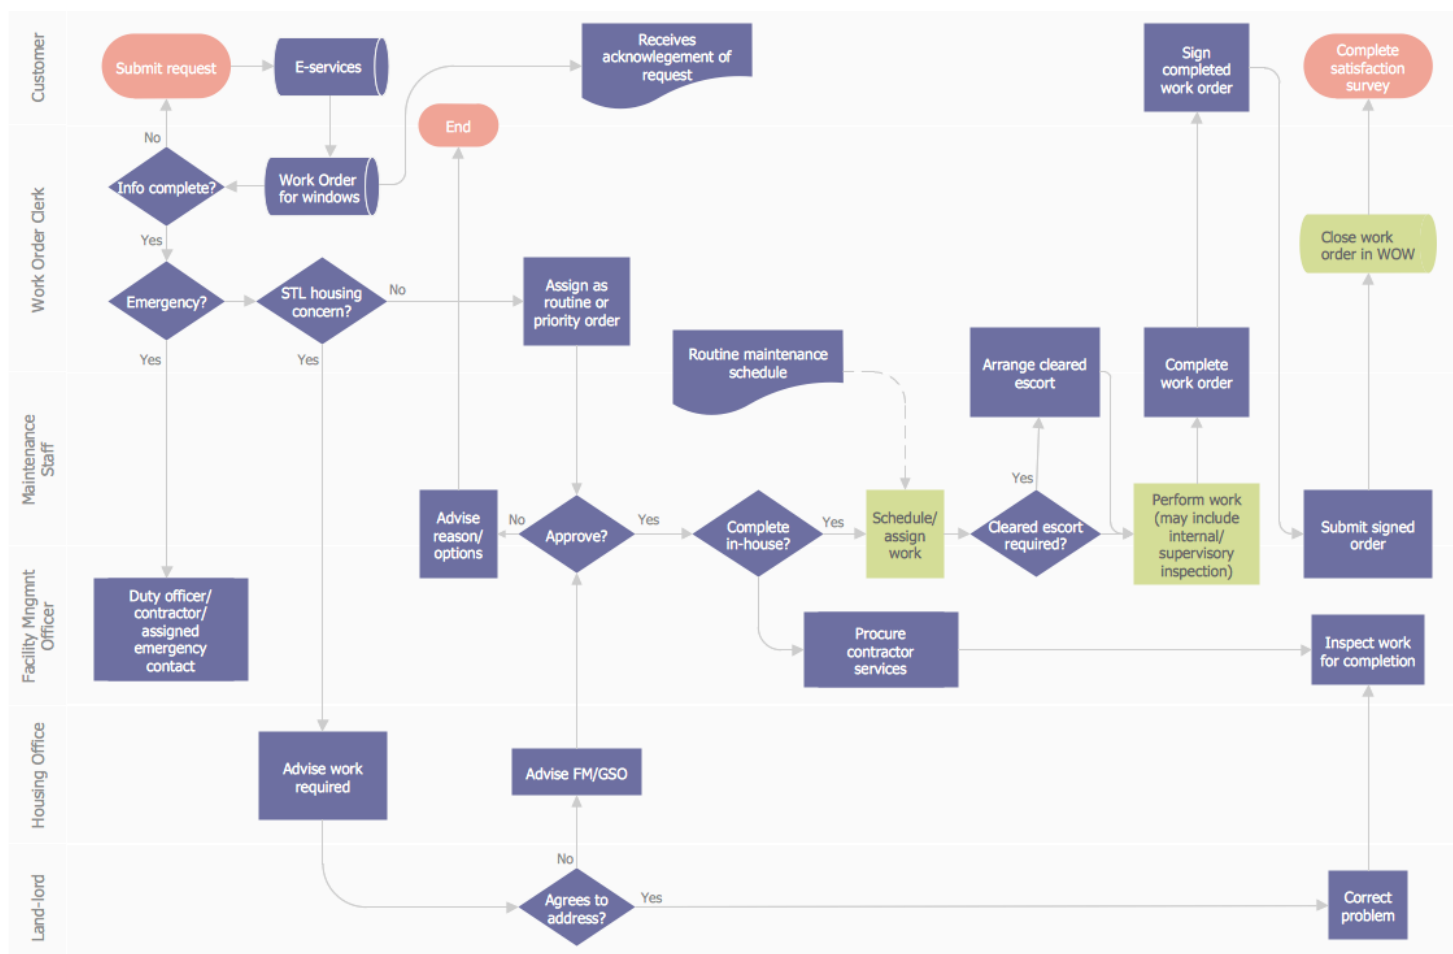 Customer
Submit request
E-services
Receives
acknowlegement of
request
Sign
completed
work order
Complete
satisfaction
survey
End
No
Work Order Clerk
Info complete?
Work Order
for windows
Yes
Close work
order in WOW
Emergency?
STL housing
concern?
No
Assign as
routine or
priority order
Yes
Yes
Routine maintenance
schedule
Arrange cleared
escort
Complete
work order
Maintenance
Staff
Advise
reason/
options
No
Approve?
Yes
Complete
in-house?
Yes
Schedule/
assign
work
Yes
Cleared escort
required?
Perform work
(may include
internal/
supervisory
inspection)
Submit signed
order
Facility Mngmnt
Officer
Duty officer/
contractor/
assigned
emergency
contact
Procure
contractor
services
Inspect work
for completion
Housing Office
Advise work
required
Advise FM/GSO
Land-lord
No
Agrees to
address?
Yes
Correct
problem